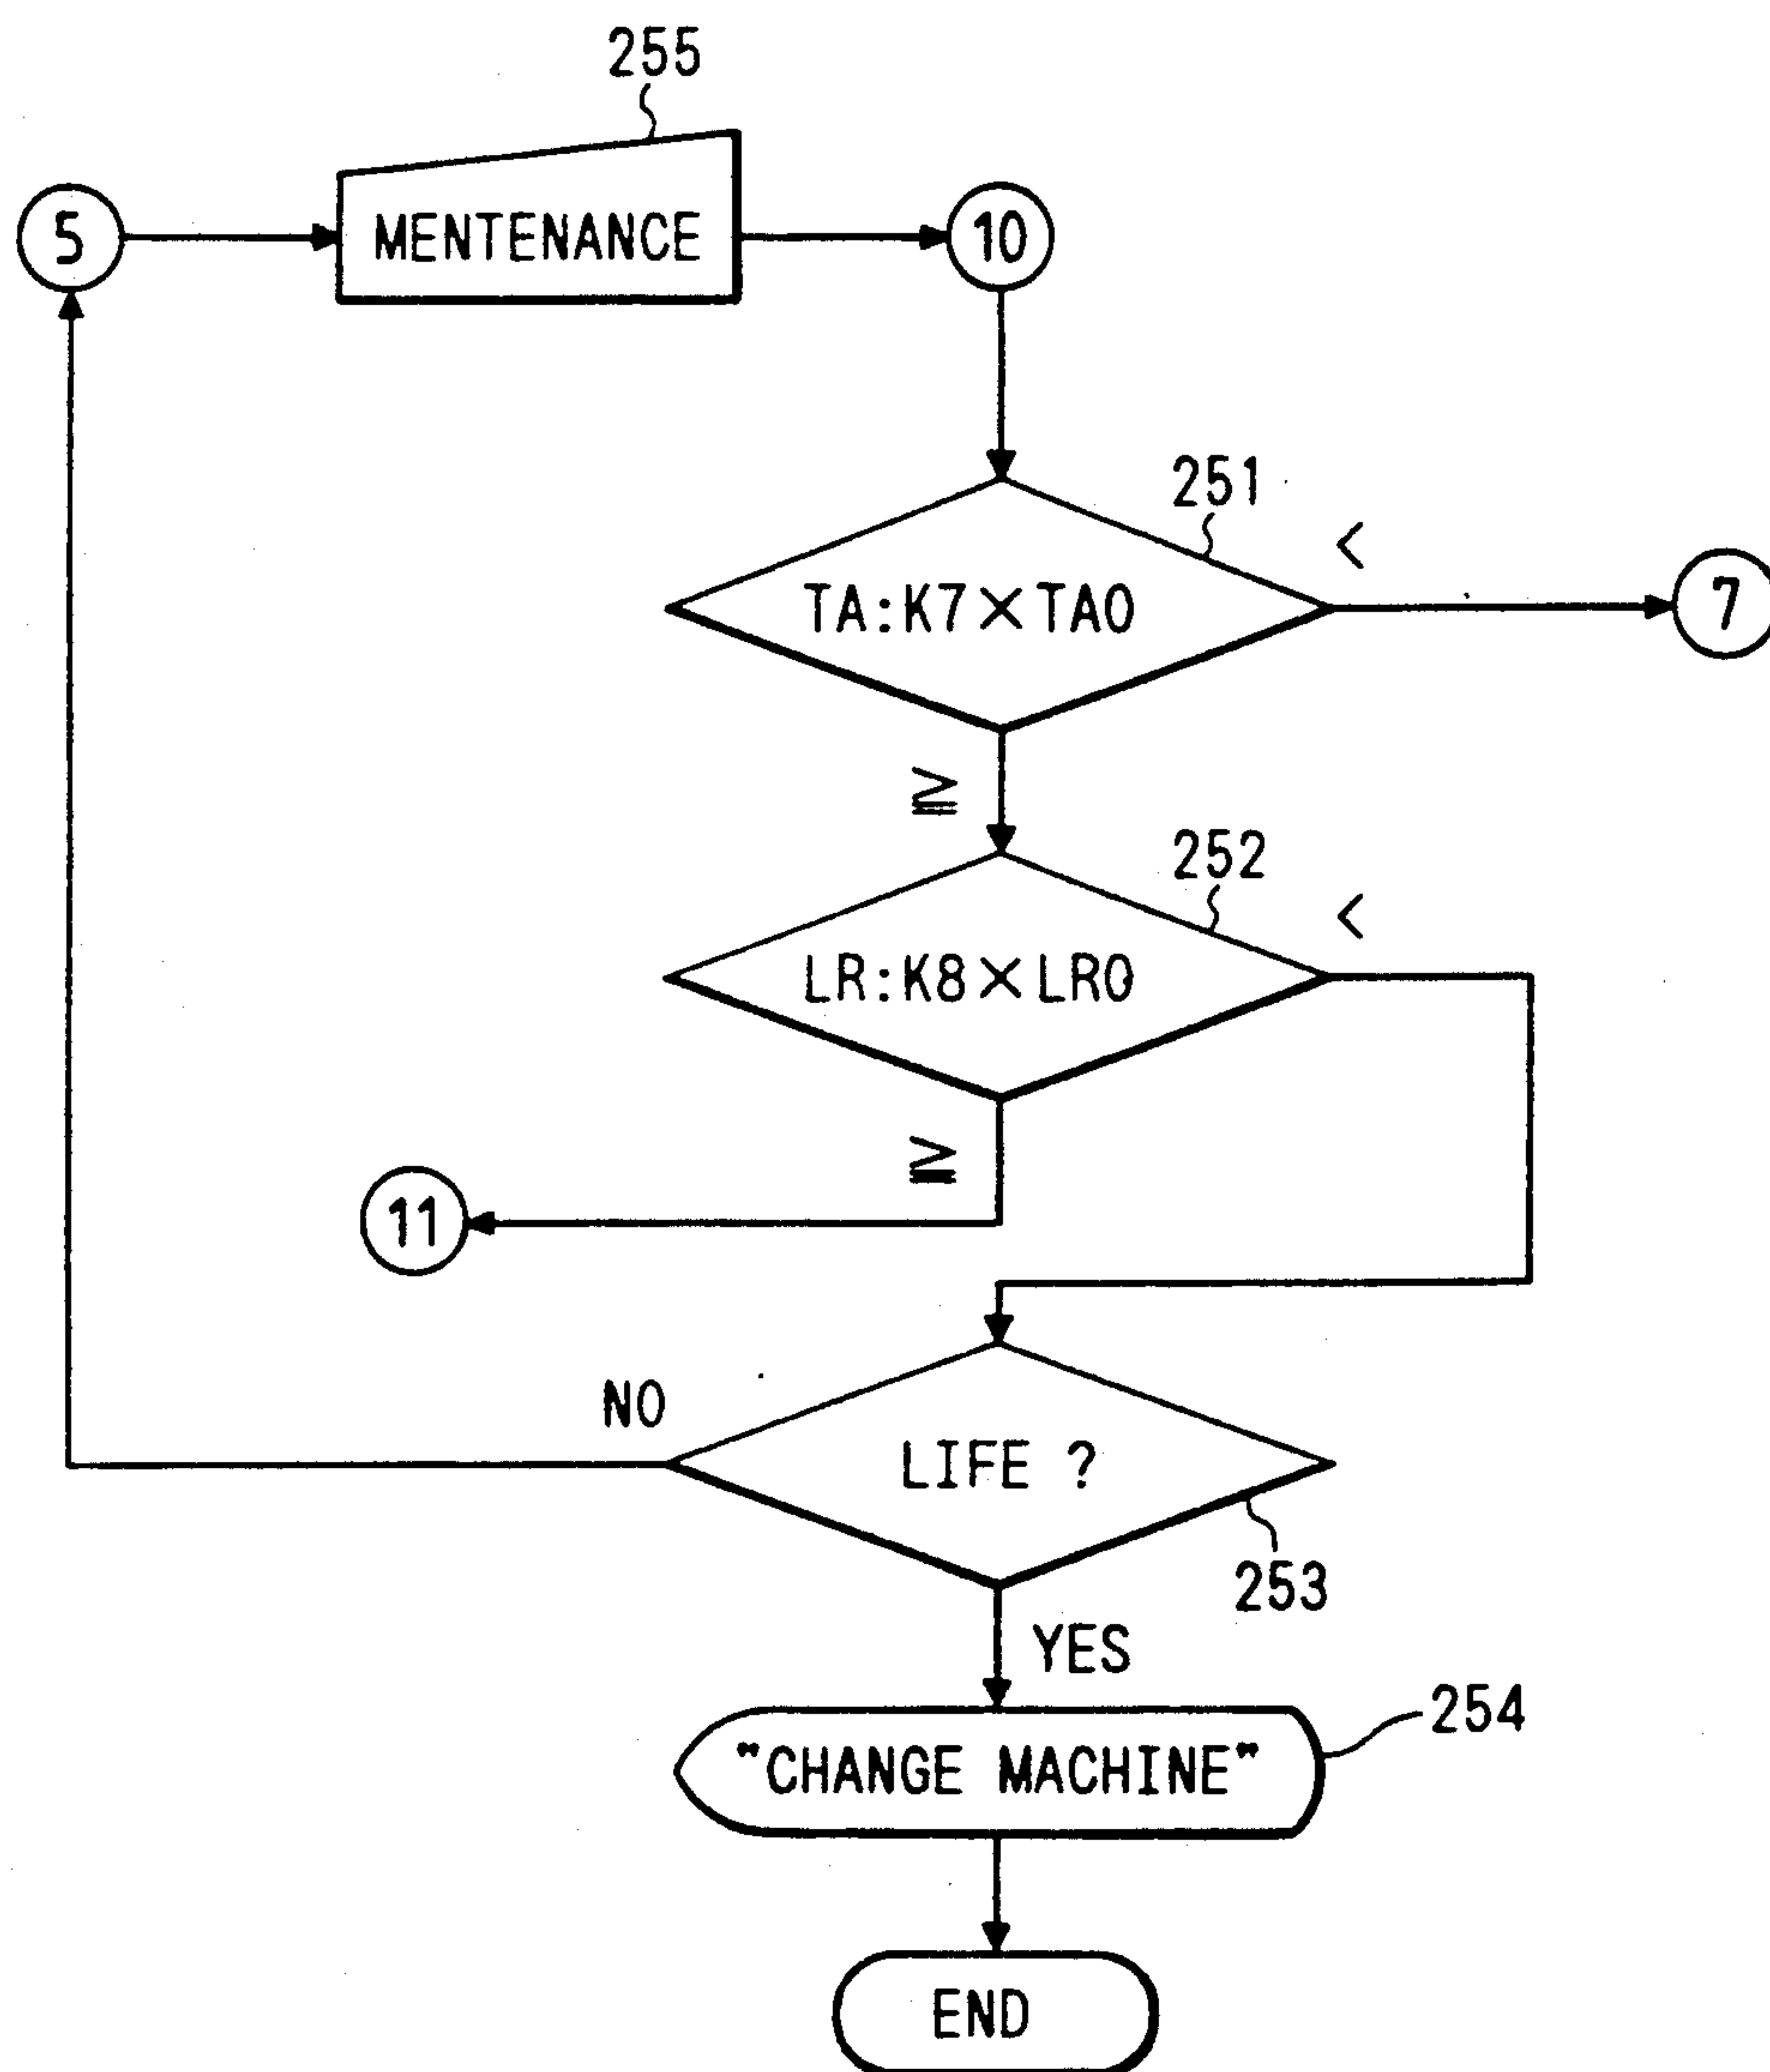 255
5
MENTENANCE
10
251
<
TA:K7×TA0
7
≧
252
<
LR:K8×LR0
≧
11
NO
LIFE ?
253
YES
254
"CHANGE MACHINE"
END